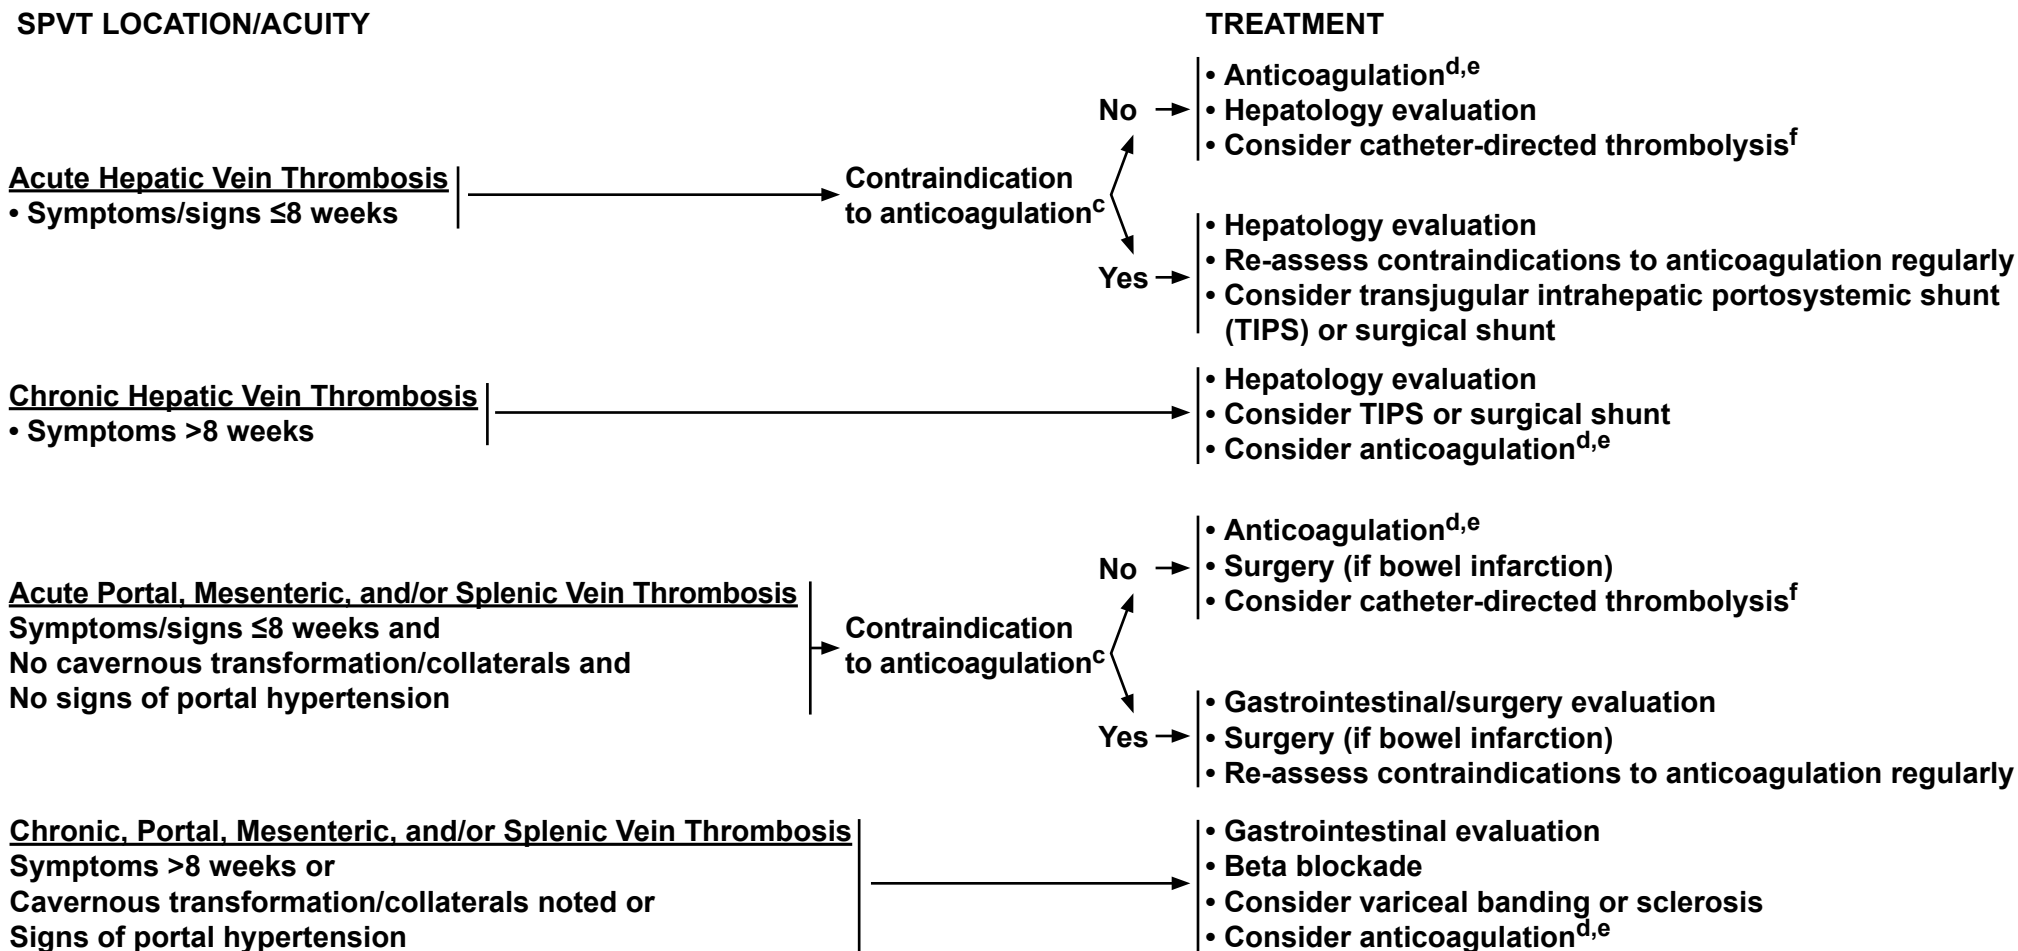 SPVT LOCATION/ACUITY
TREATMENT
Acute Hepatic Vein Thrombosis
• Symptoms/signs ≤8 weeks
Contraindication
to anticoagulationᶜ
No
• Anticoagulationᵈ,ᵉ
• Hepatology evaluation
• Consider catheter-directed thrombolysisᶠ
Yes
• Hepatology evaluation
• Re-assess contraindications to anticoagulation regularly
• Consider transjugular intrahepatic portosystemic shunt
(TIPS) or surgical shunt
Chronic Hepatic Vein Thrombosis
• Symptoms >8 weeks
• Hepatology evaluation
• Consider TIPS or surgical shunt
• Consider anticoagulationᵈ,ᵉ
Acute Portal, Mesenteric, and/or Splenic Vein Thrombosis
Symptoms/signs ≤8 weeks and
No cavernous transformation/collaterals and
No signs of portal hypertension
Contraindication
to anticoagulationᶜ
No
• Anticoagulationᵈ,ᵉ
• Surgery (if bowel infarction)
• Consider catheter-directed thrombolysisᶠ
Yes
• Gastrointestinal/surgery evaluation
• Surgery (if bowel infarction)
• Re-assess contraindications to anticoagulation regularly
Chronic, Portal, Mesenteric, and/or Splenic Vein Thrombosis
Symptoms >8 weeks or
Cavernous transformation/collaterals noted or
Signs of portal hypertension
• Gastrointestinal evaluation
• Beta blockade
• Consider variceal banding or sclerosis
• Consider anticoagulationᵈ,ᵉ